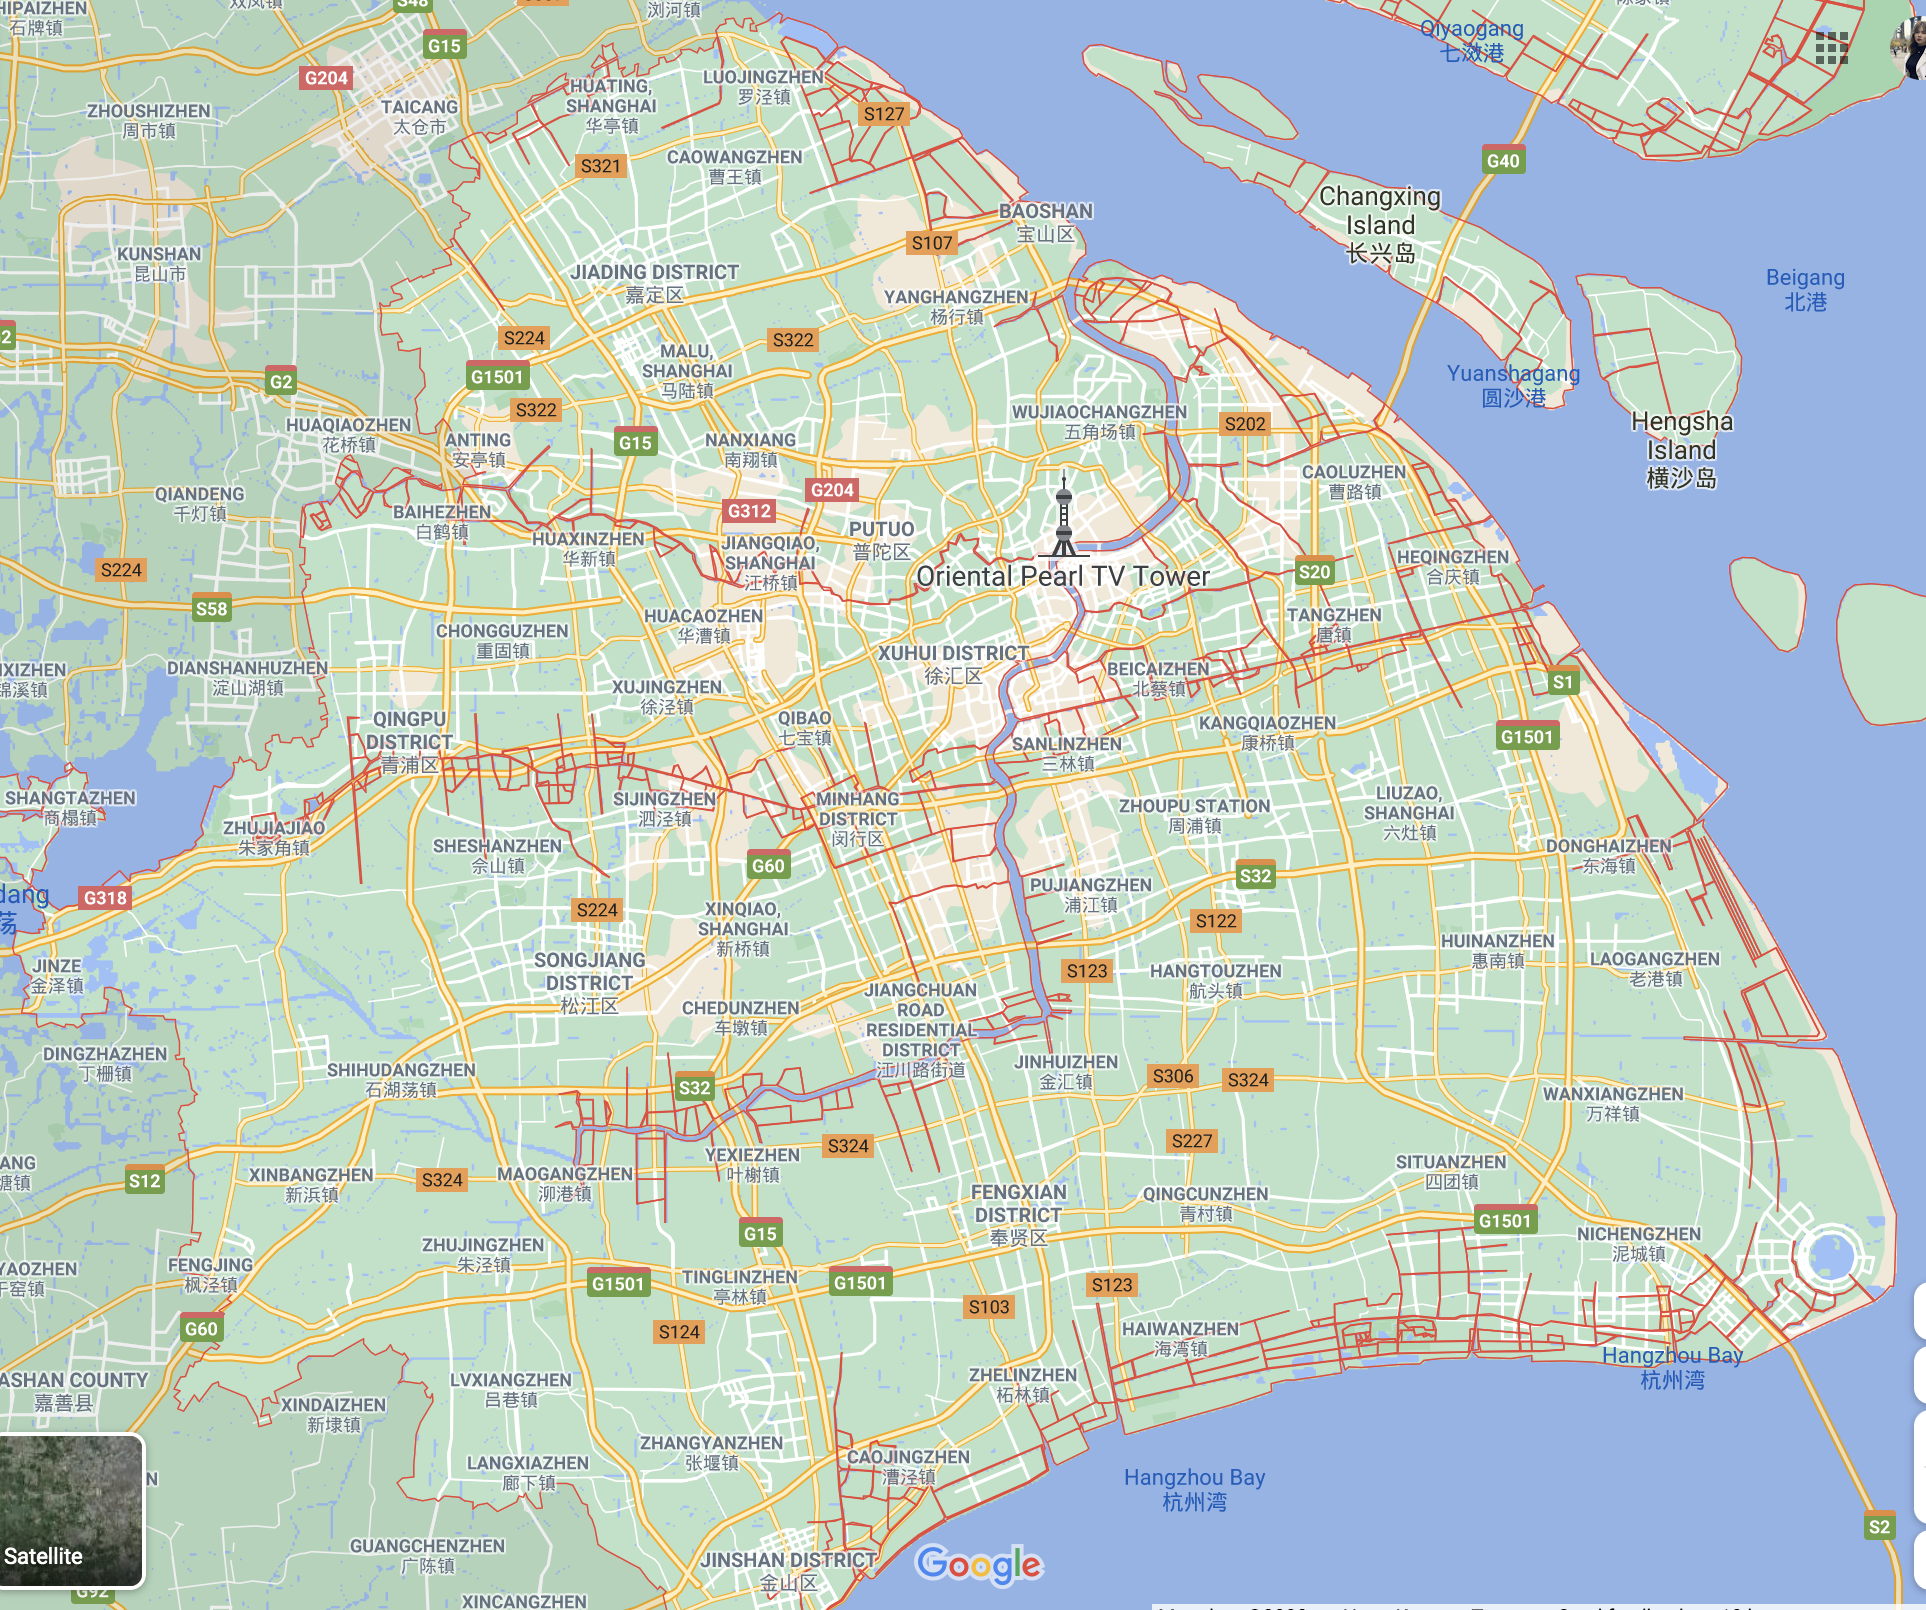 S48
浏河镇
石牌镇
G15
Qiyaogang
七滧港
G204
LUOJINGZHEN
罗泾镇
HUATING,
SHANGHAI
华亭镇
ZHOUSHIZHEN
周市镇
TAICANG
太仓市
S127
S321
CAOWANGZHEN
曹王镇
G40
Changxing
Island
长兴岛
BAOSHAN
宝山区
S107
KUNSHAN
昆山市
JIADING DISTRICT
嘉定区
Beigang
北港
YANGHANGZHEN
杨行镇
S224
S322
MALU,
SHANGHAI
马陆镇
G1501
G2
Yuanshagang
圆沙港
S322
WUJIAOCHANGZHEN
五角场镇
S202
Hengsha
Island
横沙岛
HUAQIAOZHEN
花桥镇
ANTING
安亭镇
G15
NANXIANG
南翔镇
CAOLUZHEN
曹路镇
G204
QIANDENG
千灯镇
BAIHEZHEN
白鹤镇
G312
PUTUO
普陀区
HUAXINZHEN
华新镇
JIANGQIAO,
SHANGHAI
江桥镇
HEQINGZHEN
合庆镇
S224
Oriental Pearl TV Tower
S20
S58
HUACAOZHEN
华漕镇
TANGZHEN
唐镇
CHONGGUZHEN
重固镇
XUHUI DISTRICT
徐汇区
BEICAIZHEN
北蔡镇
DIANSHANHUZHEN
淀山湖镇
S1
XUJINGZHEN
徐泾镇
QINGPU
DISTRICT
青浦区
QIBAO
七宝镇
KANGQIAOZHEN
康桥镇
G1501
SANLINZHEN
三林镇
SHANGTAZHEN
商榻镇
SIJINGZHEN
泗泾镇
MINHANG
DISTRICT
闵行区
ZHOUPU STATION
周浦镇
LIUZAO,
SHANGHAI
六灶镇
ZHUJIAJIAO
朱家角镇
SHESHANZHEN
佘山镇
DONGHAIZHEN
东海镇
G60
S32
PUJIANGZHEN
浦江镇
G318
S224
XINQIAO,
SHANGHAI
新桥镇
S122
HUINANZHEN
惠南镇
LAOGANGZHEN
老港镇
JINZE
金泽镇
SONGJIANG
DISTRICT
松江区
S123
HANGTOUZHEN
航头镇
JIANGCHUAN
ROAD
RESIDENTIAL
DISTRICT
江川路街道
CHEDUNZHEN
车墩镇
DINGZHAZHEN
丁栅镇
SHIHUDANGZHEN
石湖荡镇
S32
JINHUIZHEN
金汇镇
S306
S324
WANXIANGZHEN
万祥镇
S324
S227
YEXIEZHEN
叶榭镇
S12
XINBANGZHEN
新浜镇
S324
MAOGANGZHEN
泖港镇
SITUANZHEN
四团镇
FENGXIAN
DISTRICT
奉贤区
QINGCUNZHEN
青村镇
G1501
G15
NICHENGZHEN
泥城镇
ZHUJINGZHEN
朱泾镇
FENGJING
枫泾镇
G1501
TINGLINZHEN
亭林镇
G1501
S123
S103
G60
S124
HAIWANZHEN
海湾镇
Hangzhou Bay
杭州湾
ASHAN COUNTY
嘉善县
LVXIANGZHEN
吕巷镇
ZHELINZHEN
柘林镇
XINDAIZHEN
新埭镇
ZHANGYANZHEN
张堰镇
CAOJINGZHEN
漕泾镇
LANGXIAZHEN
廊下镇
Hangzhou Bay
杭州湾
S2
Satellite
GUANGCHENZHEN
广陈镇
JINSHAN DISTRICT
金山区
Google
G92
XINCANGZHEN